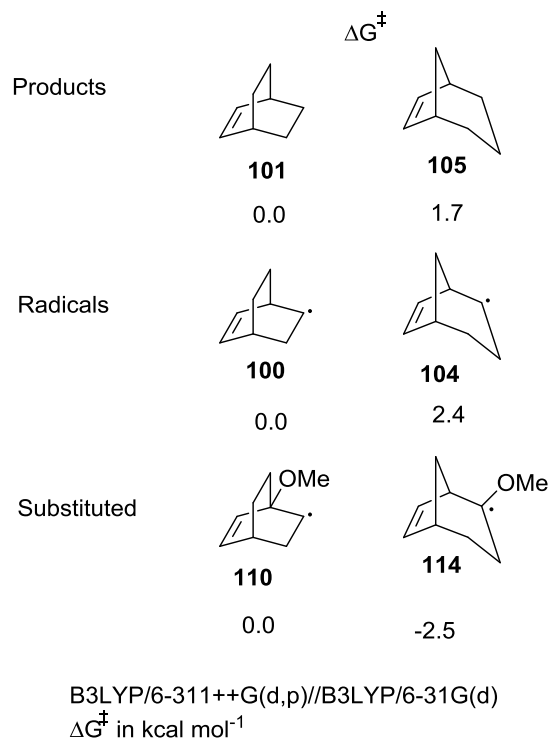 ΔG‡
Products
101 105
0.0 1.7
Radicals
100 104
0.0 2.4
Substituted
OMe OMe
110 114
0.0 -2.5
B3LYP/6-311++G(d,p)//B3LYP/6-31G(d)
ΔG‡ in kcal mol-1